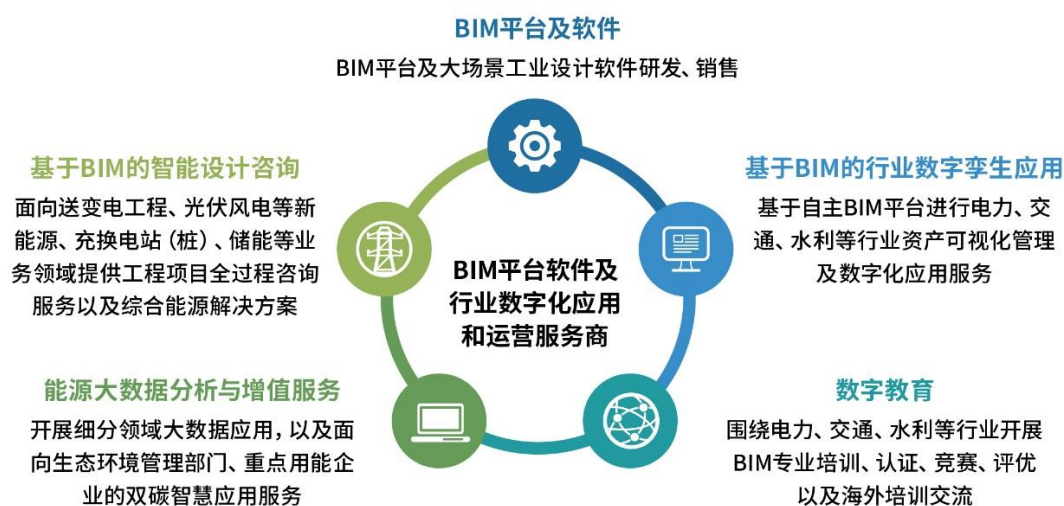 BIM平台及软件
BIM平台及大场景工业设计软件研发、销售
基于BIM的智能设计咨询
面向送变电工程、光伏风电等新
能源、充换电站（桩）、储能等业
务领域提供工程项目全过程咨询
服务以及综合能源解决方案
基于BIM的行业数字孪生应用
基于自主BIM平台进行电力、交
通、水利等行业资产可视化管理
及数字化应用服务
BIM平台软件及
行业数字化应用
和运营服务商
能源大数据分析与增值服务
开展细分领域大数据应用，以及面
向生态环境管理部门、重点用能企
业的双碳智慧应用服务
数字教育
围绕电力、交通、水利等行业开展
BIM专业培训、认证、竞赛、评优
以及海外培训交流